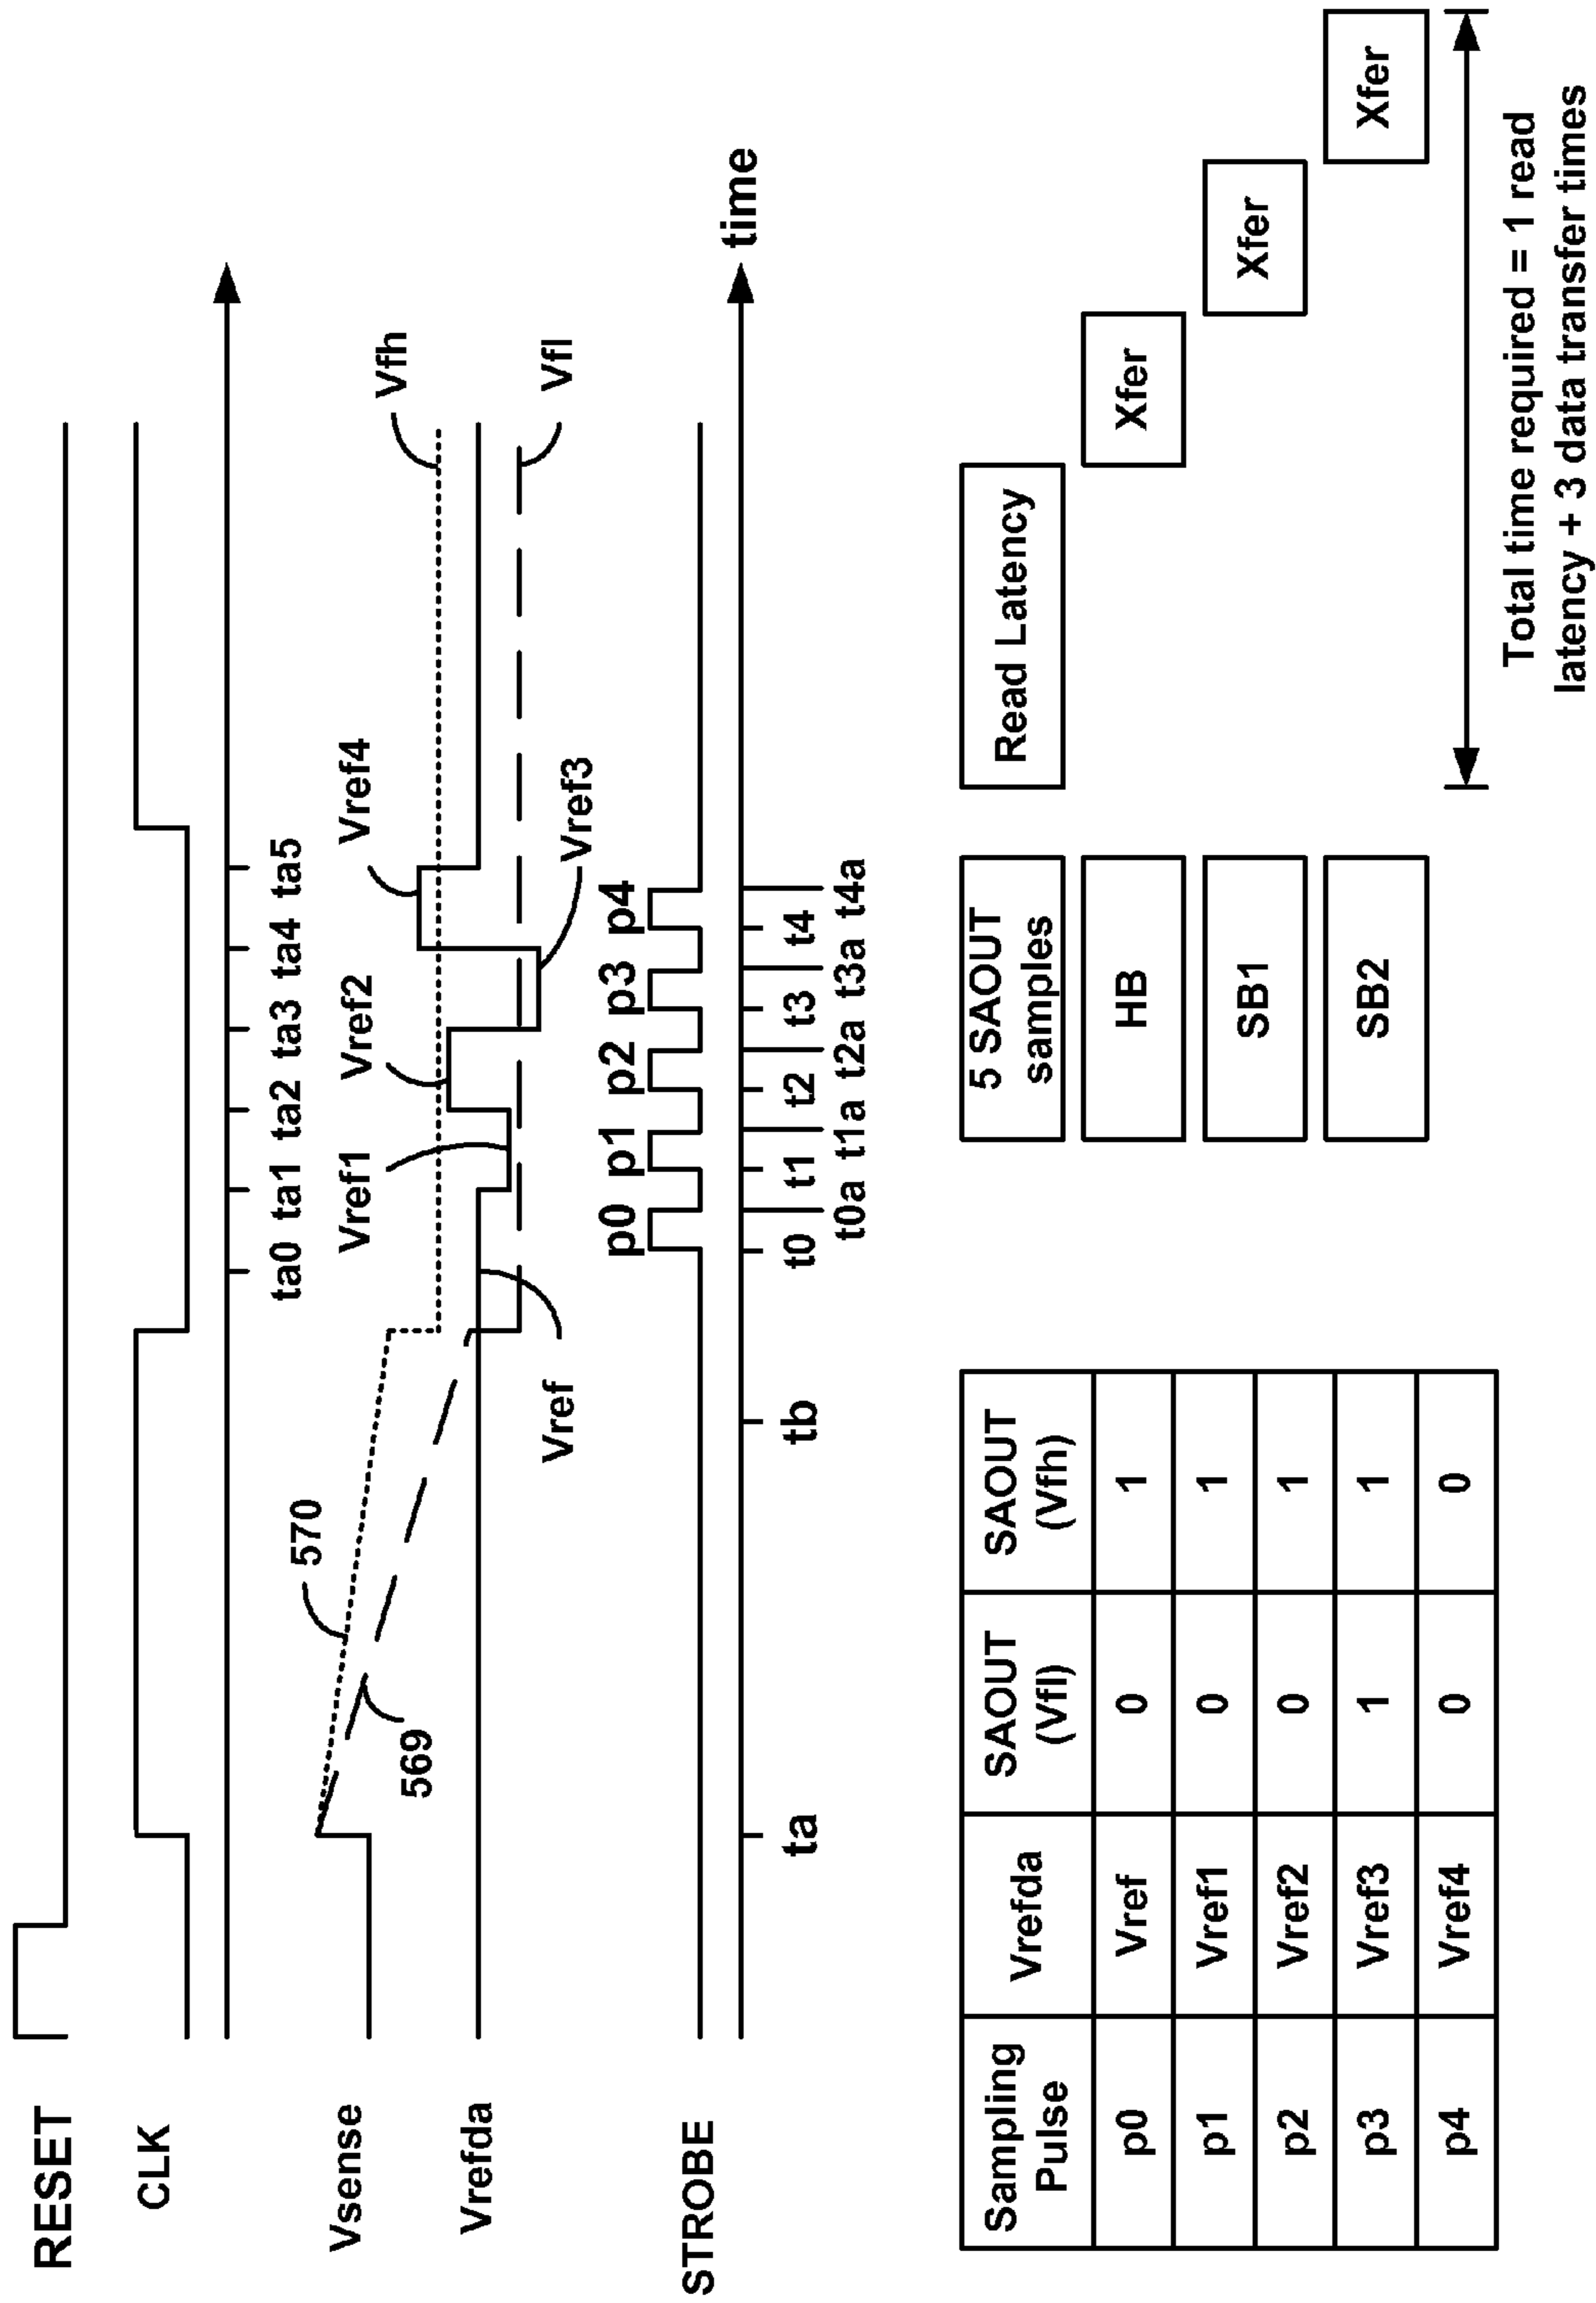 RESET
CLK
ta0 ta1 ta2 ta3 ta4 ta5
Vsense
570
569
Vref1
Vref2
Vref4
Vfh
Vrefda
Vref
Vref3
Vfl
STROBE
p0 p1 p2 p3 p4
time
ta
tb
t0 t1 t2 t3 t4
t0a t1a t2a t3a t4a
Sampling Pulse
Vrefda
SAOUT (Vfl)
SAOUT (Vfh)
p0 Vref 0 1
p1 Vref1 0 1
p2 Vref2 0 1
p3 Vref3 1 1
p4 Vref4 0 0
5 SAOUT
samples
Read Latency
HB
Xfer
SB1
Xfer
SB2
Xfer
Total time required = 1 read
latency + 3 data transfer times